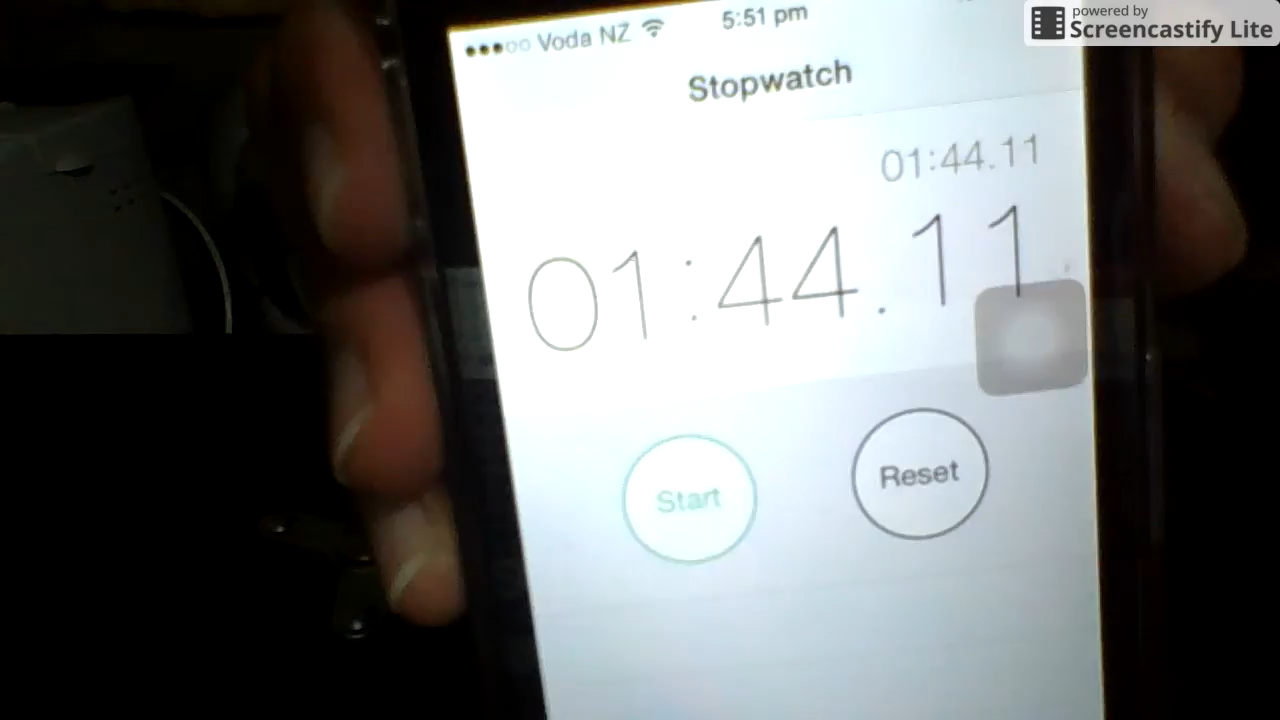 powered by
Screencastify Lite
Voda NZ 5:51 pm
Stopwatch
01:44.11
01:44.11
Start Reset